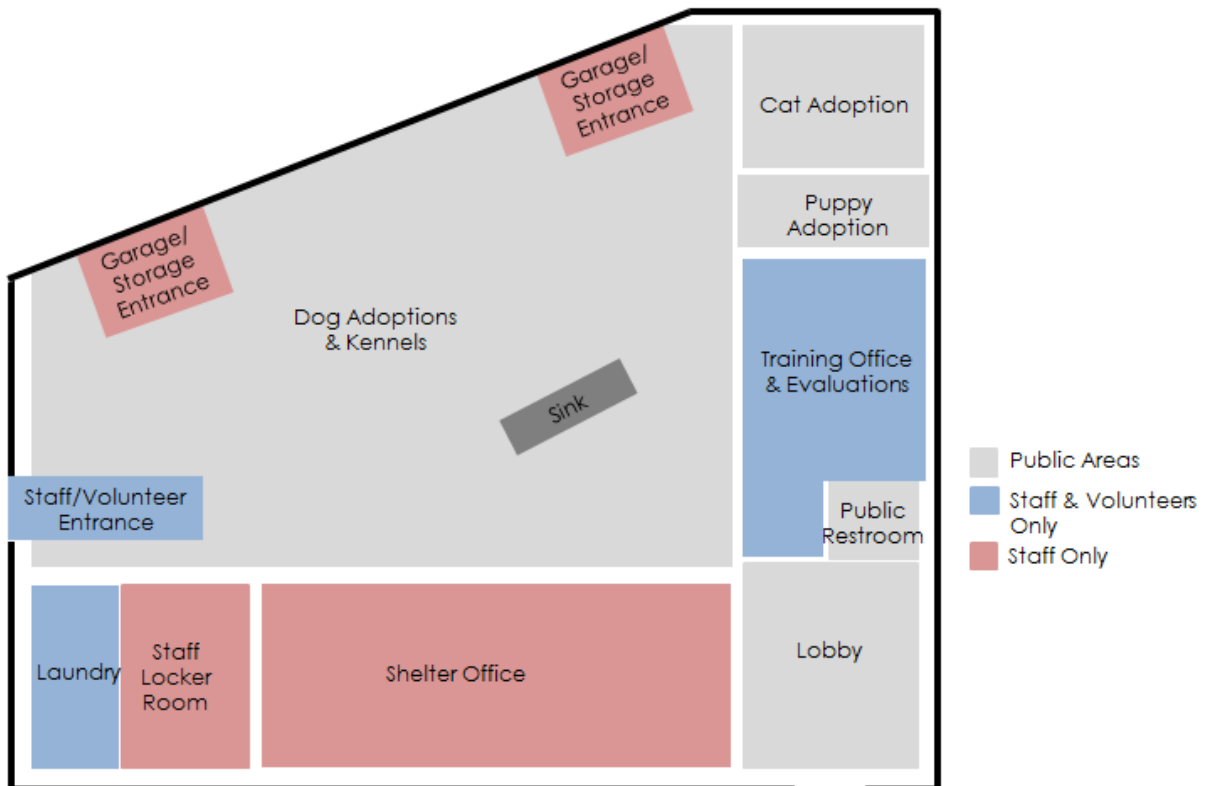 Garage/
Storage
Entrance
Cat Adoption
Puppy
Adoption
Garage/
Storage
Entrance
Dog Adoptions
& Kennels
Training Office
& Evaluations
Sink
Public Areas
Staff & Volunteers
Only
Staff Only
Staff/Volunteer
Entrance
Public
Restroom
Laundry
Staff
Locker
Room
Shelter Office
Lobby